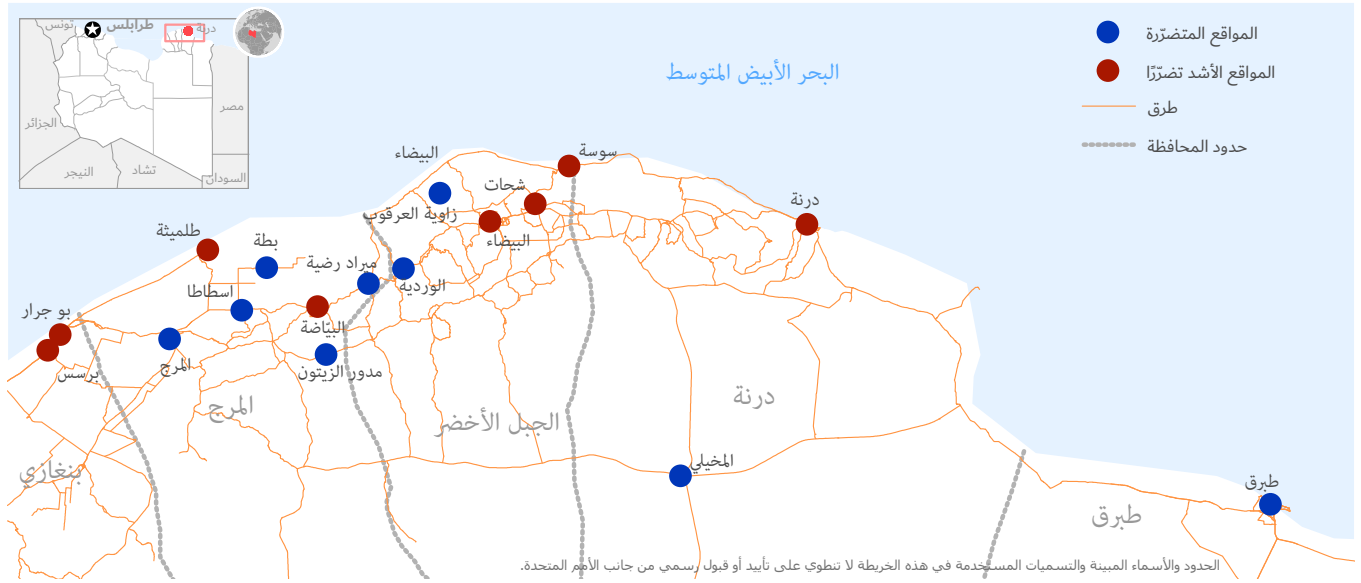 المواقع المتضرّرة
المواقع الأشد تضرّرًا
طرق
حدود المحافظة
البحر الأبيض المتوسط
تونس
طرابلس
درنة
مصر
الجزائر
النيجر
تشاد
السودان
سوسة
البيضاء
شحات
زاوية العرقوب
البيضاء
درنة
طلميثة
بطة
ميراد رضية
الوردية
اسطاطا
بو جرار
البيّاضة
برسس
المرج
مدور الزيتون
المرج
الجبل الأخضر
درنة
بنغازي
المخيلي
طبرق
طبرق
الحدود والأسماء المبينة والتسميات المستخدمة في هذه الخريطة لا تنطوي على تأييد أو قبول رسمي من جانب الأمم المتحدة.